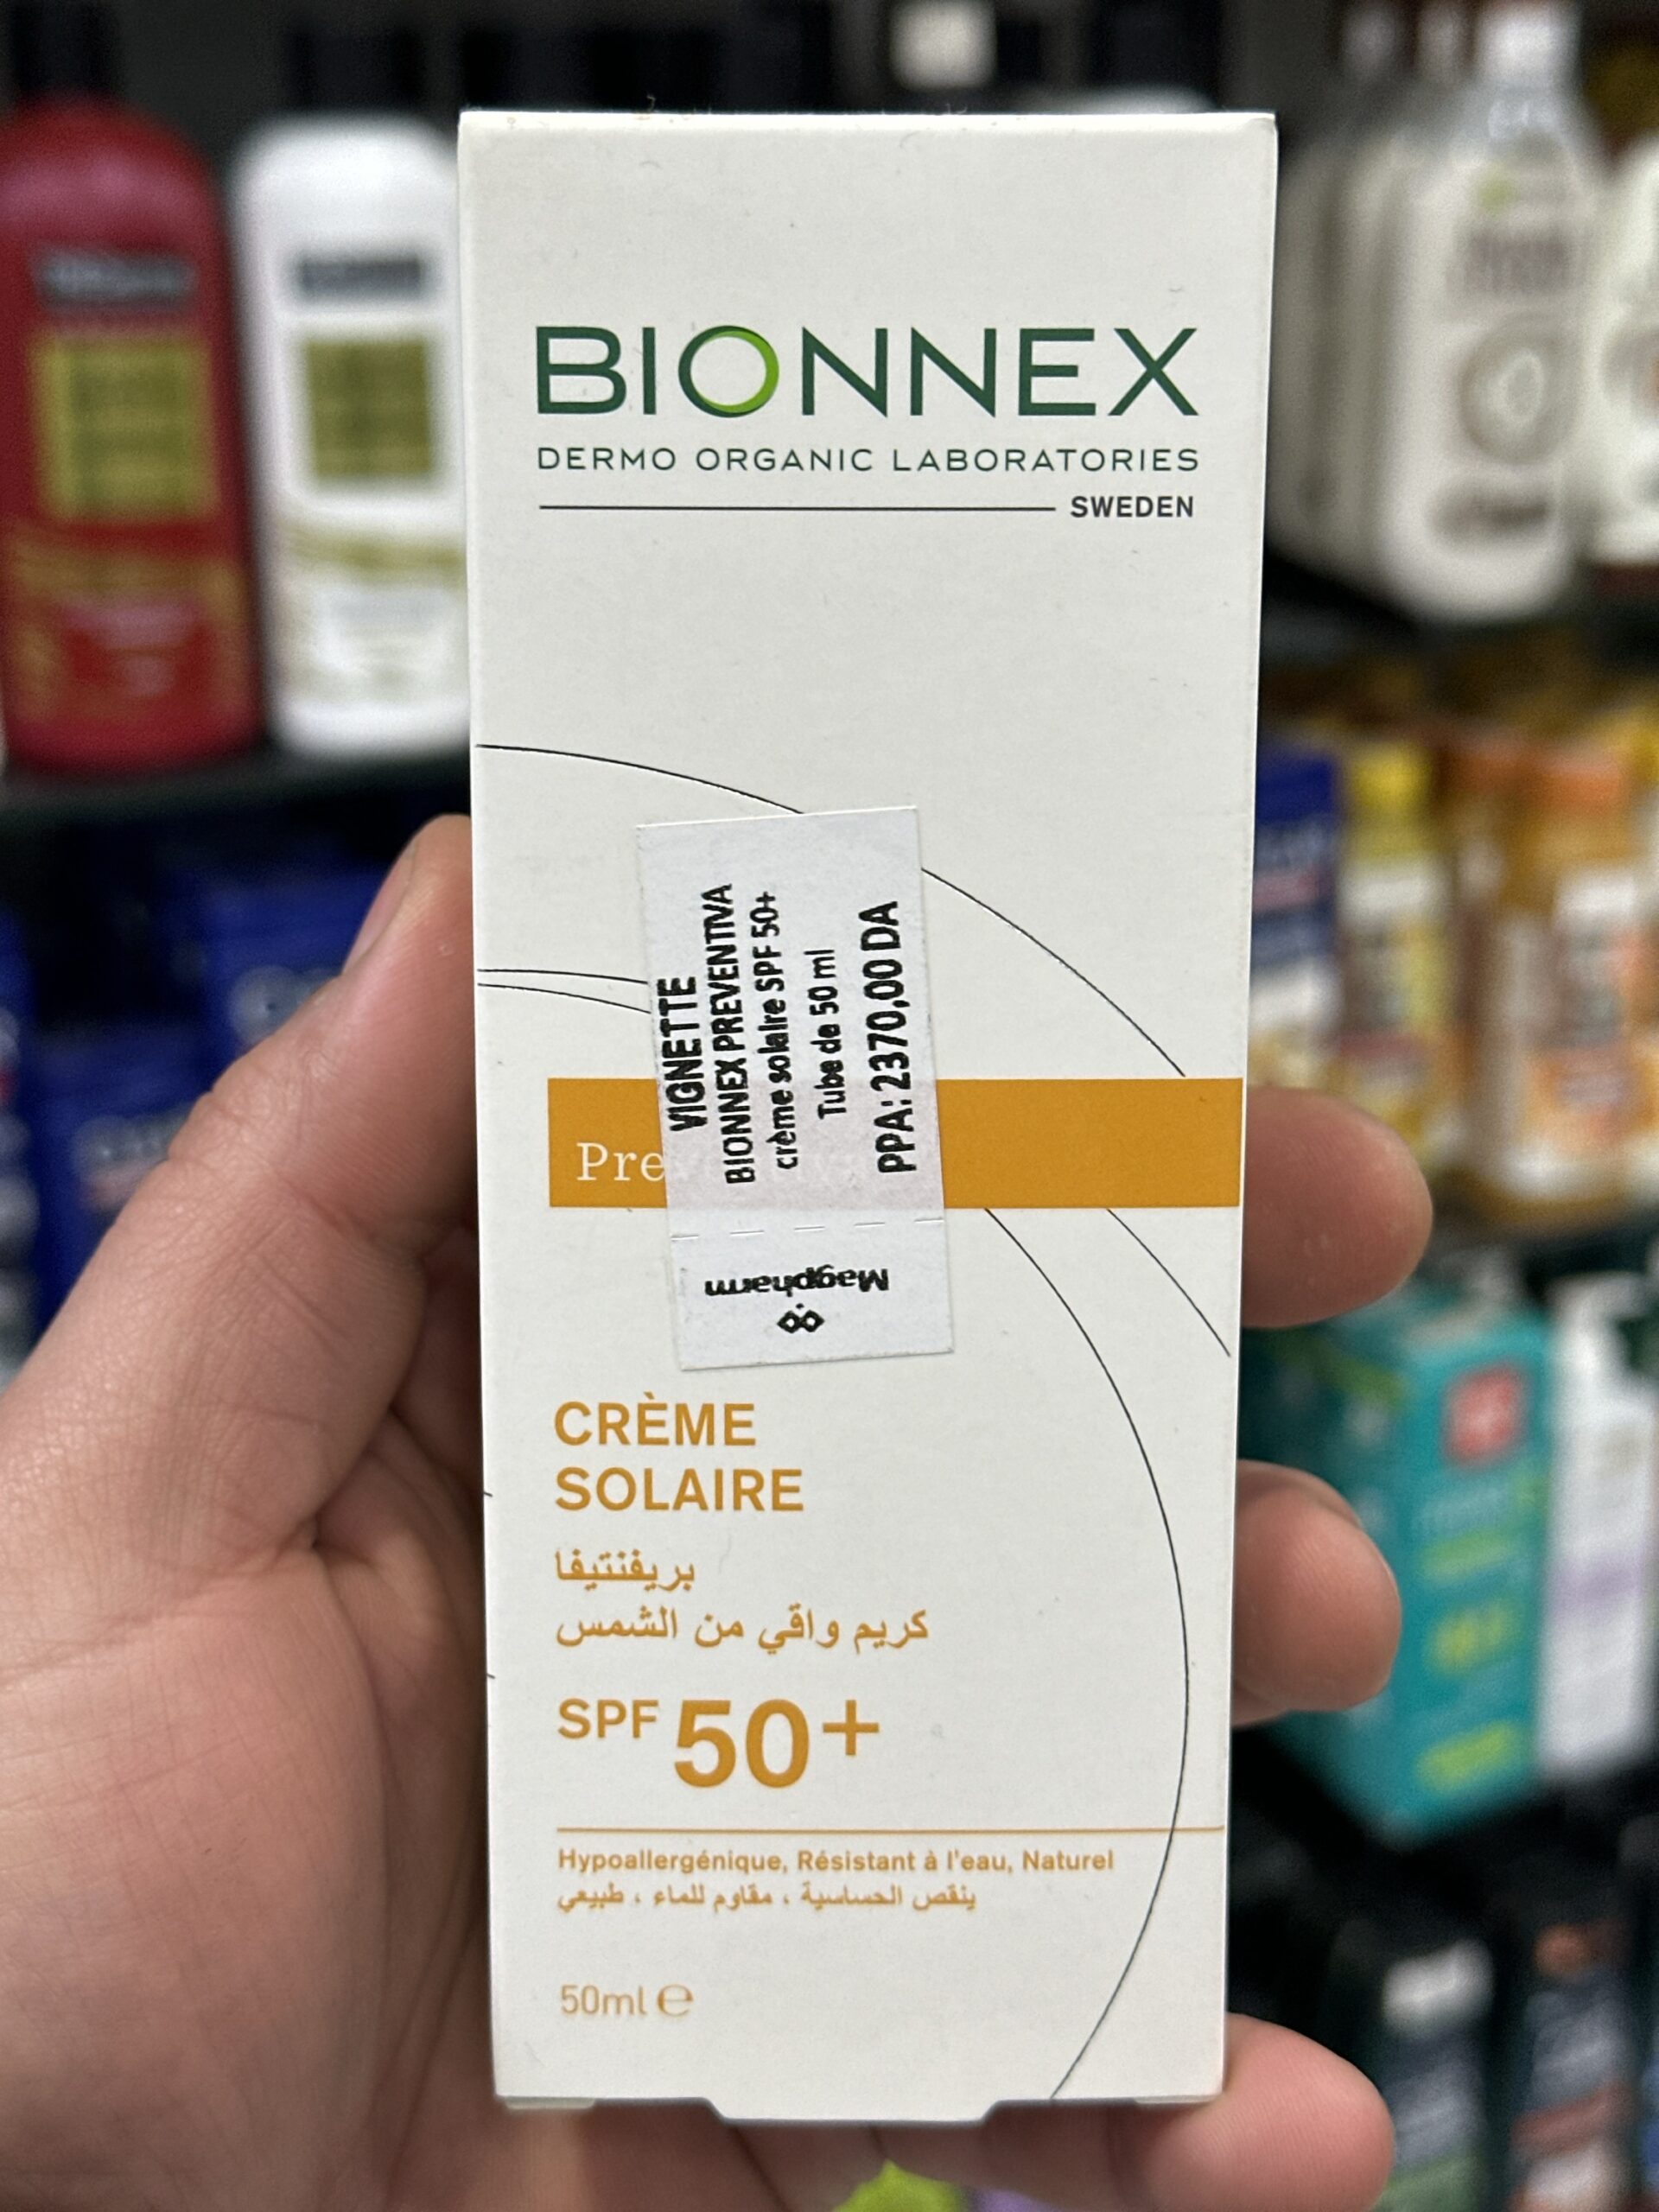 BIONNEX
DERMO ORGANIC LABORATORIES
SWEDEN
VIGNETTE
BIONNEX PREVENTIVA
crème solaire SPF 50+
Tube de 50 ml
PPA: 2370,00 DA
Magpharm
CRÈME
SOLAIRE
بريفنتيفا
كريم واقي من الشمس
SPF 50+
Hypoallergénique, Résistant à l'eau, Naturel
ينقص الحساسية ، مقاوم للماء ، طبيعي
50ml e